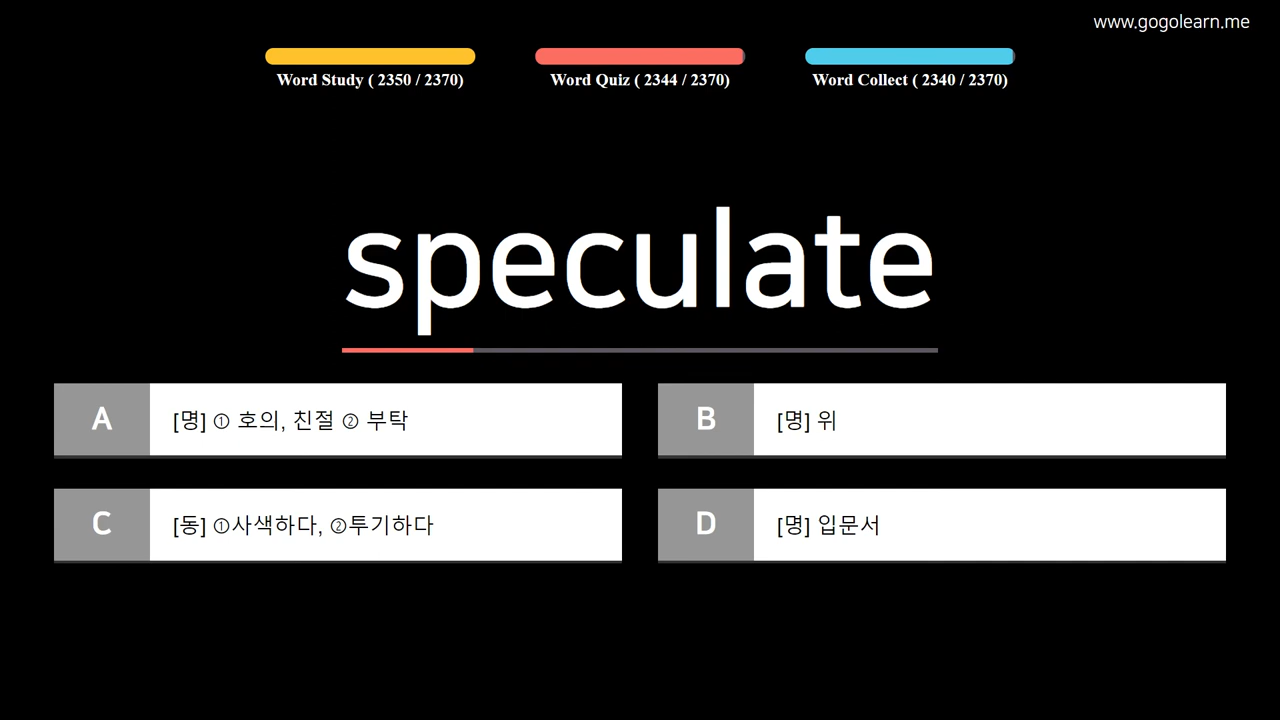 www.gogolearn.me
Word Study ( 2350 / 2370)
Word Quiz ( 2344 / 2370)
Word Collect ( 2340 / 2370)
speculate
A [명] ① 호의, 친절 ② 부탁
B [명] 위
C [동] ①사색하다, ②투기하다
D [명] 입문서